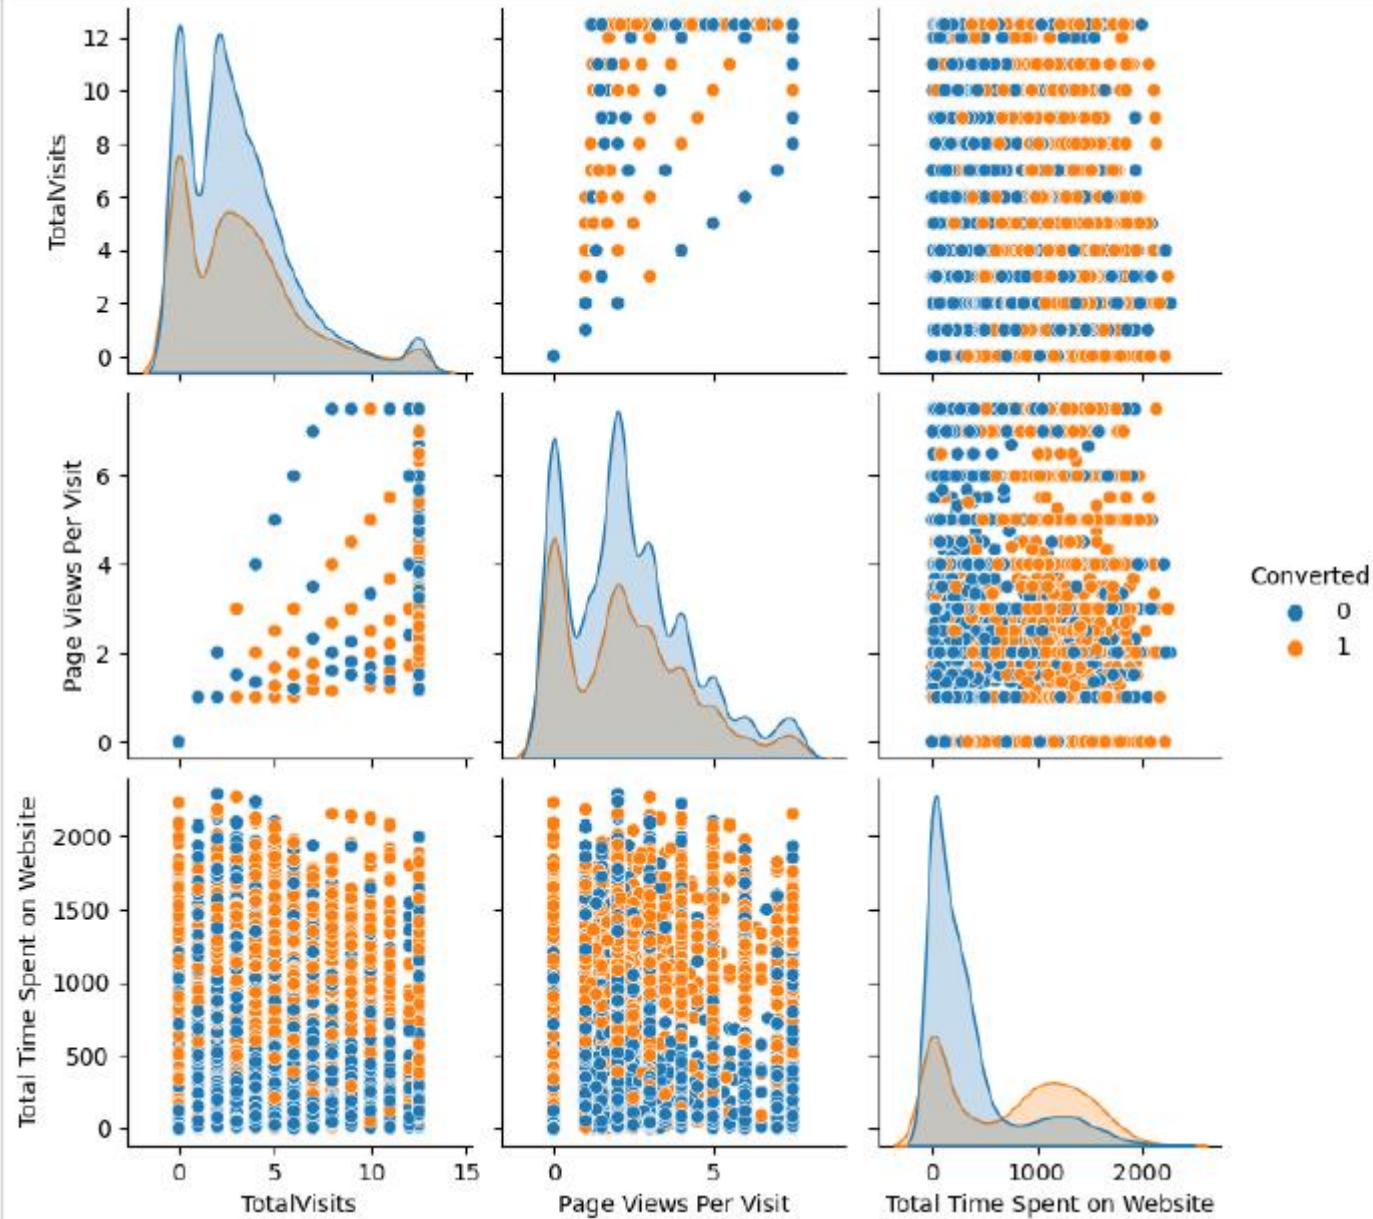 12
10
8
6
4
2
0
TotalVisits
6
4
2
0
Page Views Per Visit
Converted
0
1
2000
1500
1000
500
0
Total Time Spent on Website
0 5 10 15
TotalVisits
0 5
Page Views Per Visit
0 1000 2000
Total Time Spent on Website